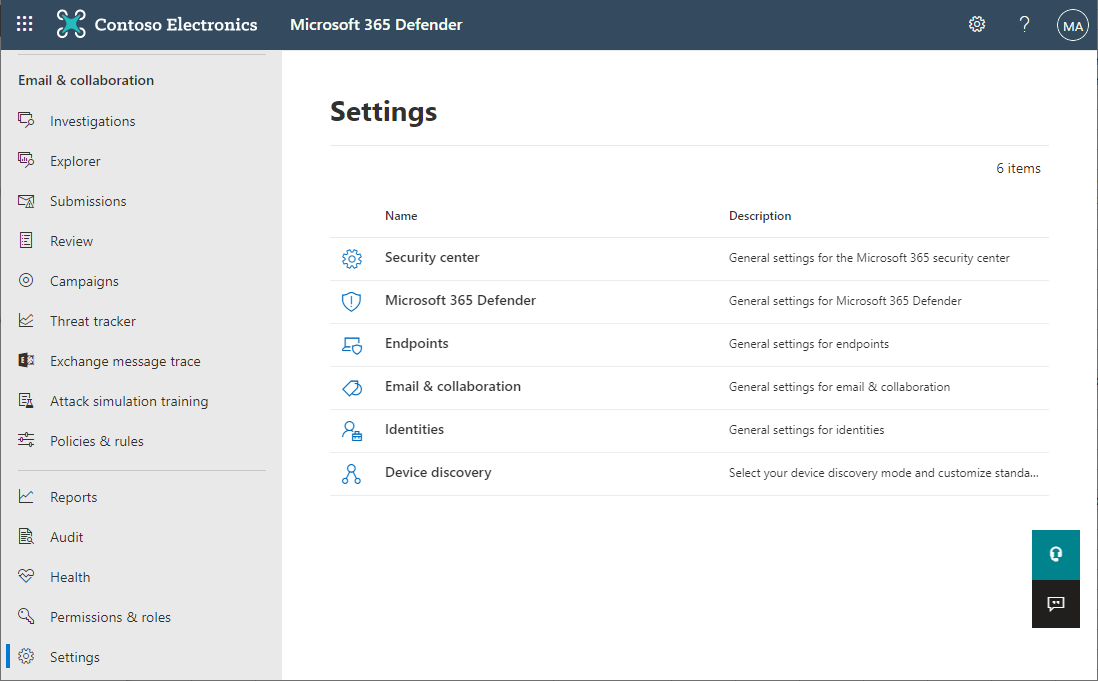 Contoso Electronics
Microsoft 365 Defender
?
MA
Email & collaboration
Investigations
Explorer
Submissions
Review
Campaigns
Threat tracker
Exchange message trace
Attack simulation training
Policies & rules
Reports
Audit
Health
Permissions & roles
Settings
Settings
6 items
Name Description
Security center General settings for the Microsoft 365 security center
Microsoft 365 Defender General settings for Microsoft 365 Defender
Endpoints General settings for endpoints
Email & collaboration General settings for email & collaboration
Identities General settings for identities
Device discovery Select your device discovery mode and customize standa...